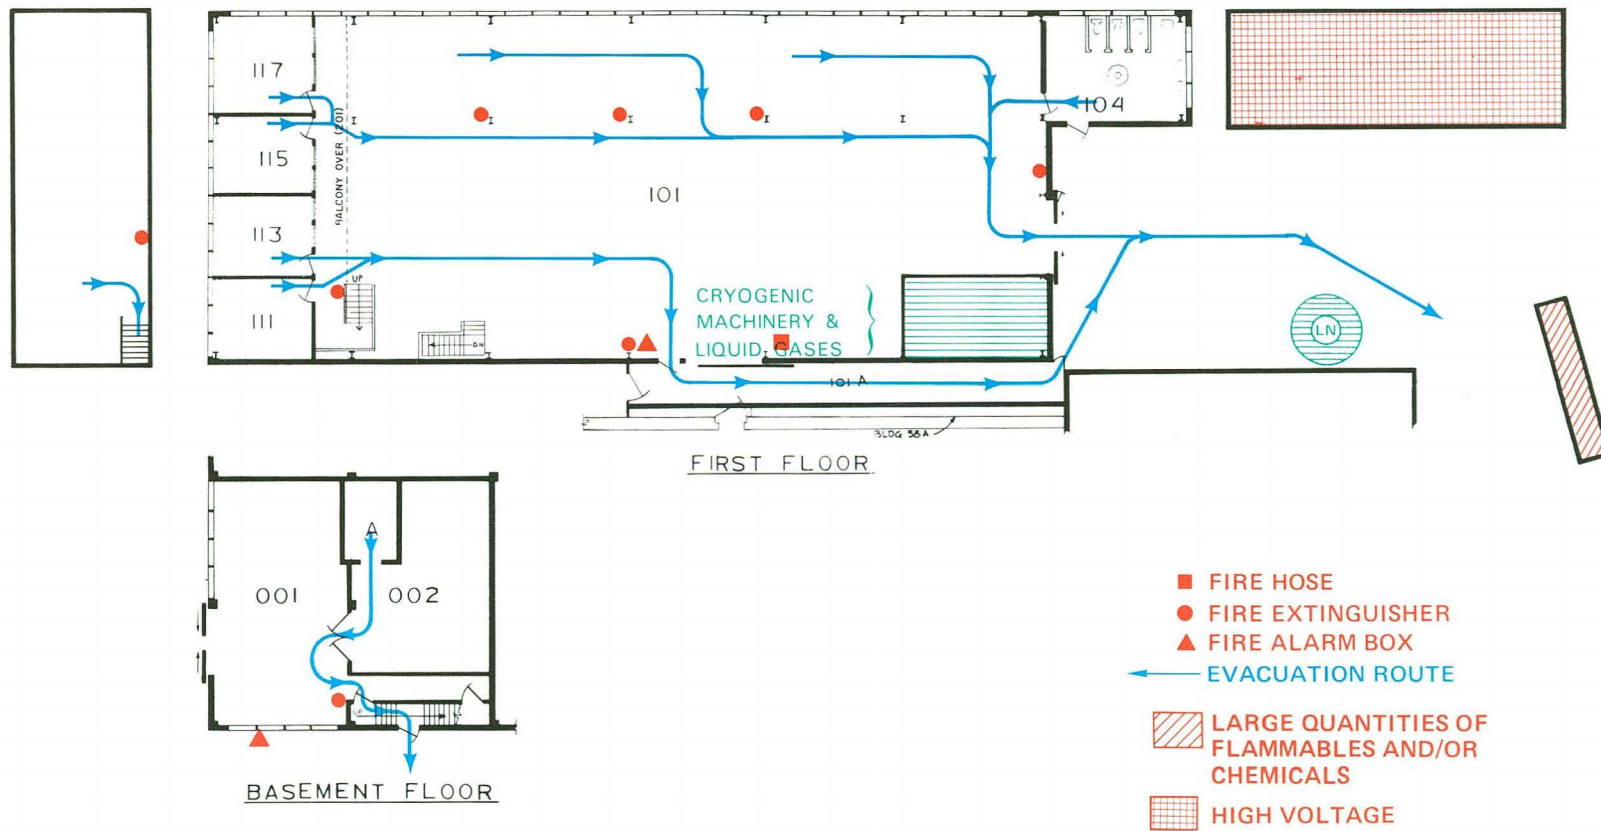 117
104
115
BALCONY OVER (201)
101
113
UP
111
DN
CRYOGENIC
MACHINERY &
LIQUID GASES
LN
101 A
BLDG 58A
FIRST FLOOR
A
001
002
UP
BASEMENT FLOOR
FIRE HOSE
FIRE EXTINGUISHER
FIRE ALARM BOX
EVACUATION ROUTE
LARGE QUANTITIES OF
FLAMMABLES AND/OR
CHEMICALS
HIGH VOLTAGE